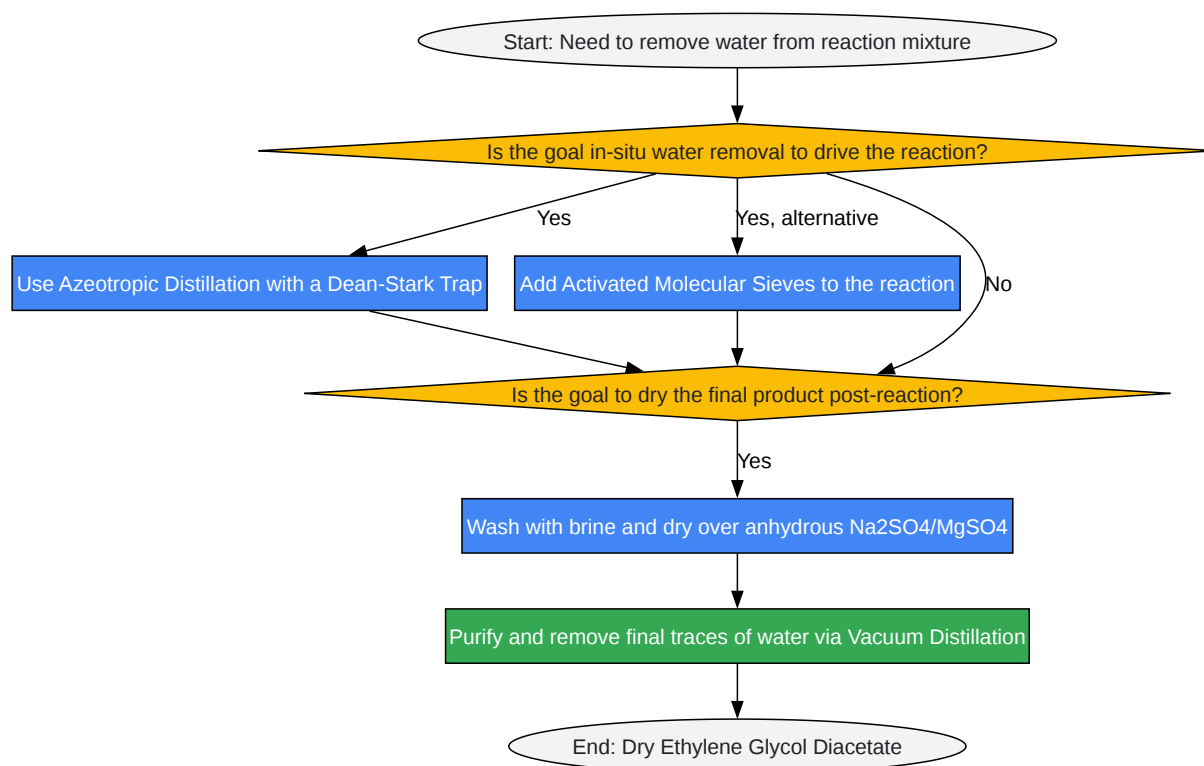 Start: Need to remove water from reaction mixture
Is the goal in-situ water removal to drive the reaction?
Yes
Yes, alternative
Use Azeotropic Distillation with a Dean-Stark Trap
Add Activated Molecular Sieves to the reaction
No
Is the goal to dry the final product post-reaction?
Yes
Wash with brine and dry over anhydrous Na2SO4/MgSO4
Purify and remove final traces of water via Vacuum Distillation
End: Dry Ethylene Glycol Diacetate